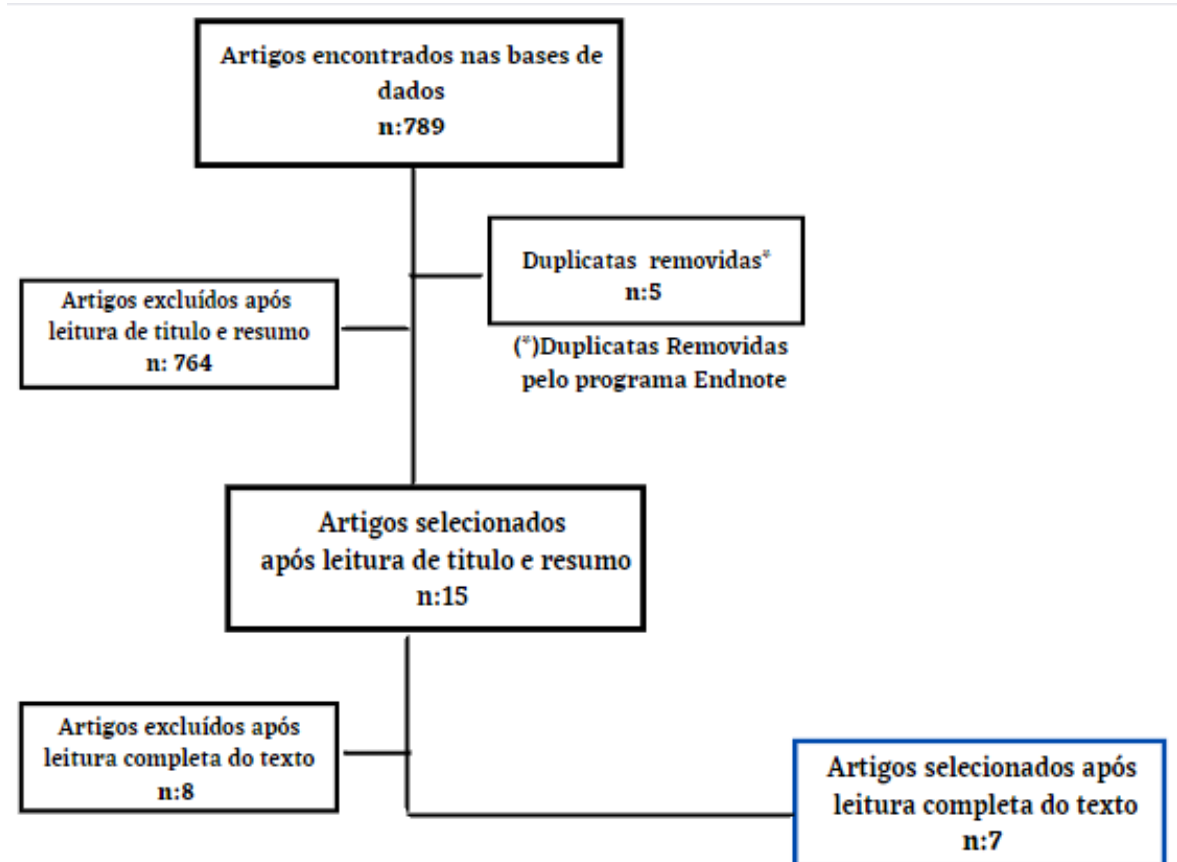 Artigos encontrados nas bases de
dados
n:789
Duplicatas removidas*
n:5
(*)Duplicatas Removidas
pelo programa Endnote
Artigos excluídos após
leitura de titulo e resumo
n: 764
Artigos selecionados
após leitura de titulo e resumo
n:15
Artigos excluídos após
leitura completa do texto
n:8
Artigos selecionados após
leitura completa do texto
n:7